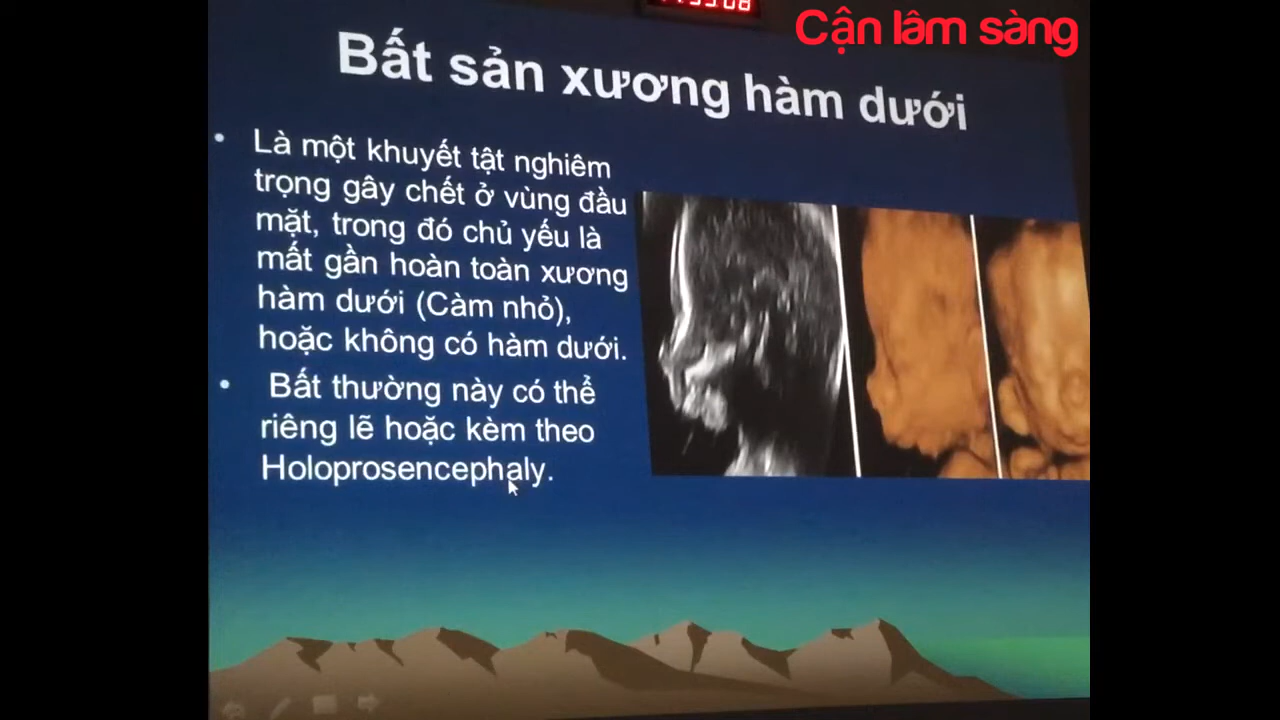 Cận lâm sàng
Bất sản xương hàm dưới
• Là một khuyết tật nghiêm
trọng gây chết ở vùng đầu
mặt, trong đó chủ yếu là
mất gần hoàn toàn xương
hàm dưới (Càm nhỏ),
hoặc không có hàm dưới.
• Bất thường này có thể
riêng lẽ hoặc kèm theo
Holoprosencephaly.